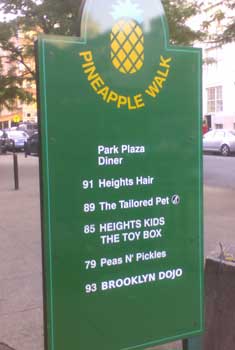 PINEAPPLE WALK
Park Plaza
Diner
91 Heights Hair
89 The Tailored Pet
85 HEIGHTS KIDS
THE TOY BOX
79 Peas N' Pickles
93 BROOKLYN DOJO